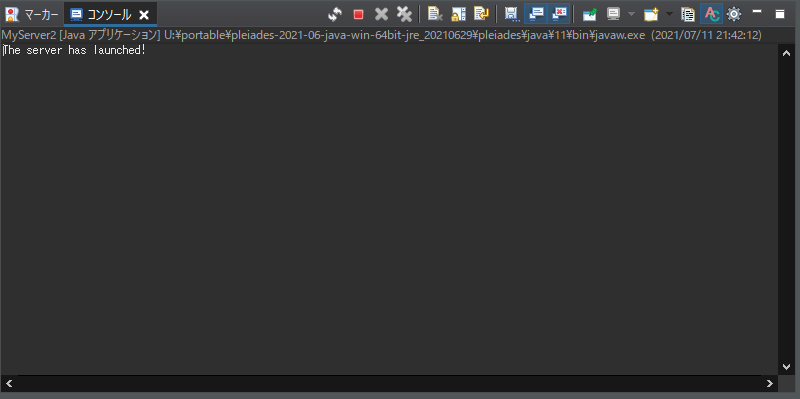 マーカー コンソール
MyServer2 [Java アプリケーション] U:¥portable¥pleiades-2021-06-java-win-64bit-jre_20210629¥pleiades¥java¥11¥bin¥javaw.exe (2021/07/11 21:42:12)
The server has launched!